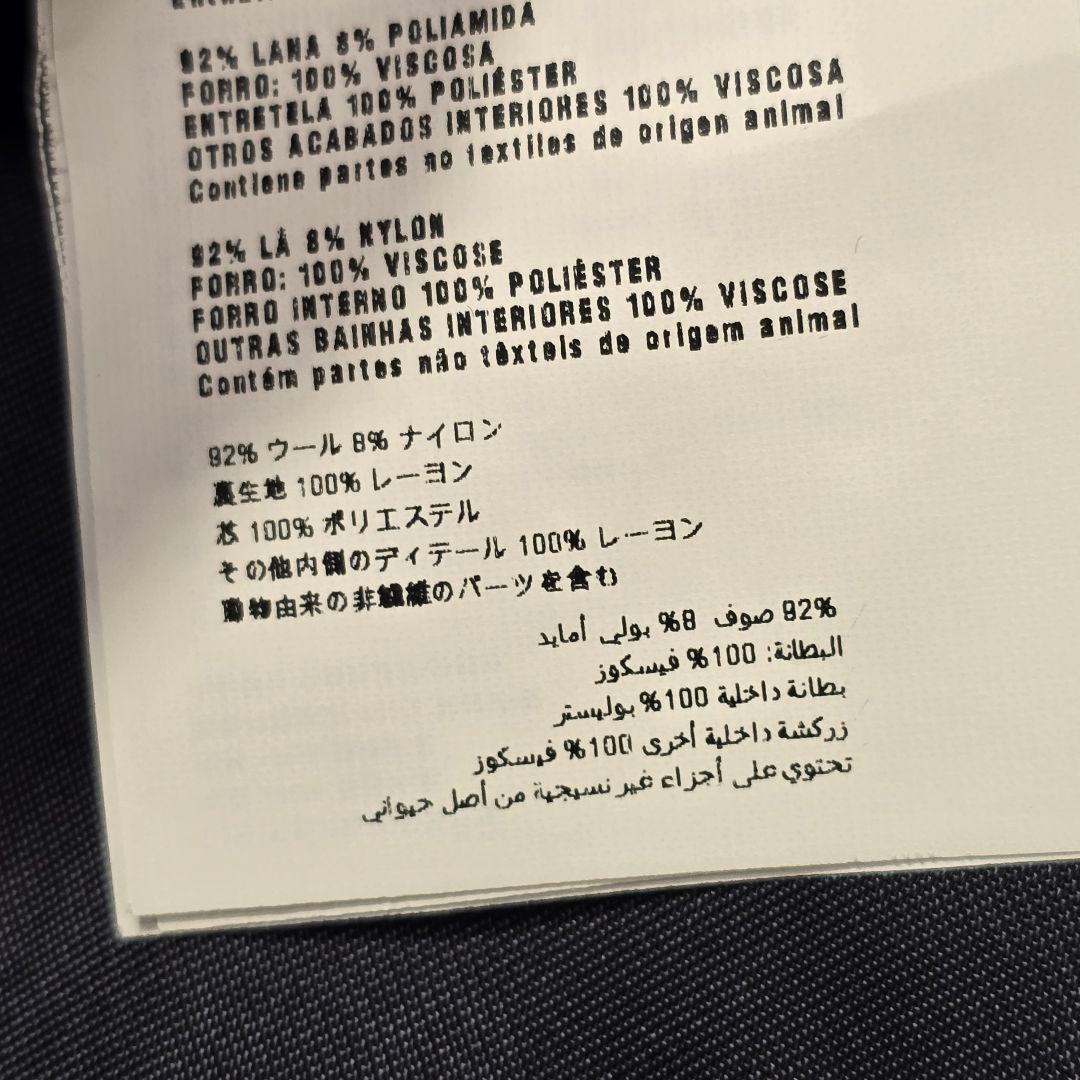 92% LANA 8% POLIAMIDA
FORRO: 100% VISCOSA
ENTRETELA 100% POLIÉSTER
OTROS ACABADOS INTERIORES 100% VISCOSA
Contiene partes no textiles de origen animal
92% LÃ 8% NYLON
FORRO: 100% VISCOSE
FORRO INTERNO 100% POLIÉSTER
OUTRAS BAINHAS INTERIORES 100% VISCOSE
Contém partes não têxteis de origem animal
92% ウール 8% ナイロン
裏生地 100% レーヨン
芯 100% ポリエステル
その他内側のディテール 100% レーヨン
動物由来の非繊維のパーツを含む
92% صوف 8% بولي أمايد
البطانة: 100% فيسكوز
بطانة داخلية 100% بوليستر
زركشة داخلية أخرى 100% فيسكوز
تحتوي على أجزاء غير نسيجية من أصل حيواني